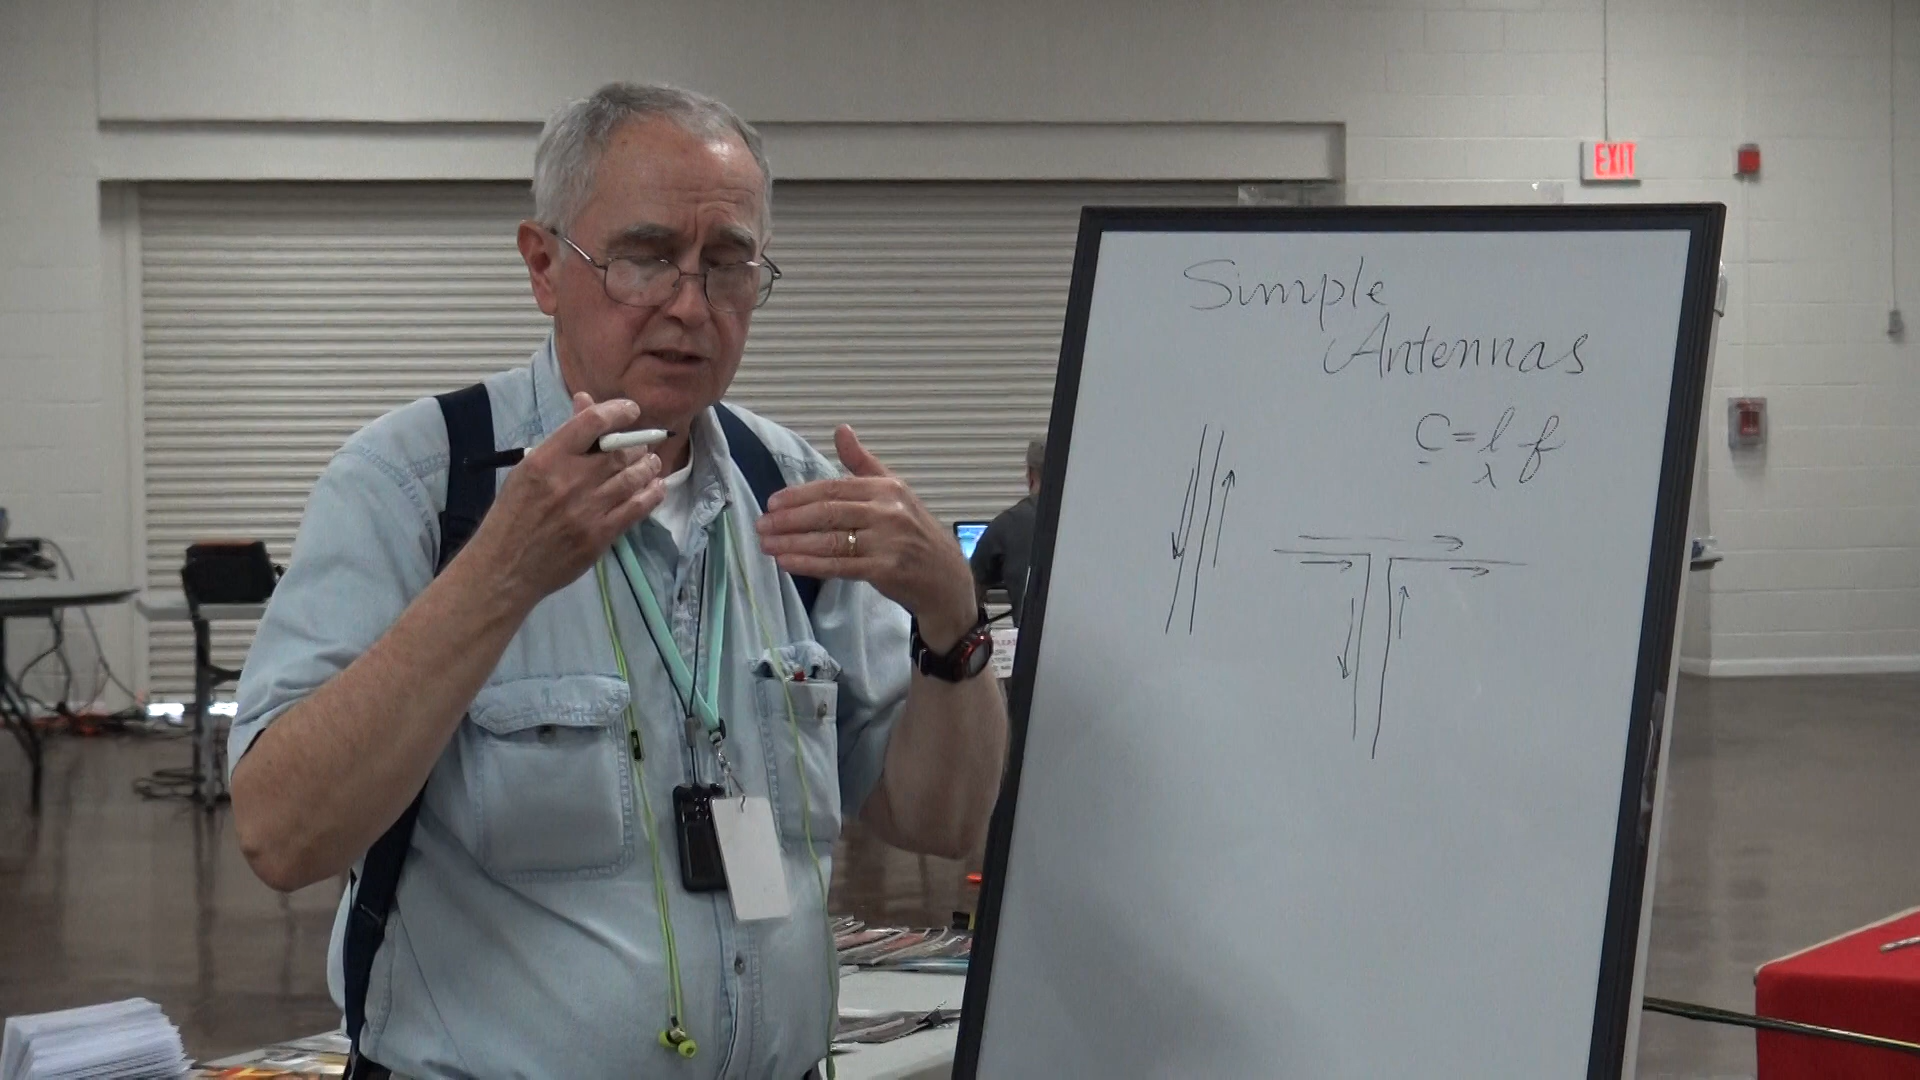 EXIT
Simple
Antennas
C = l f
λ